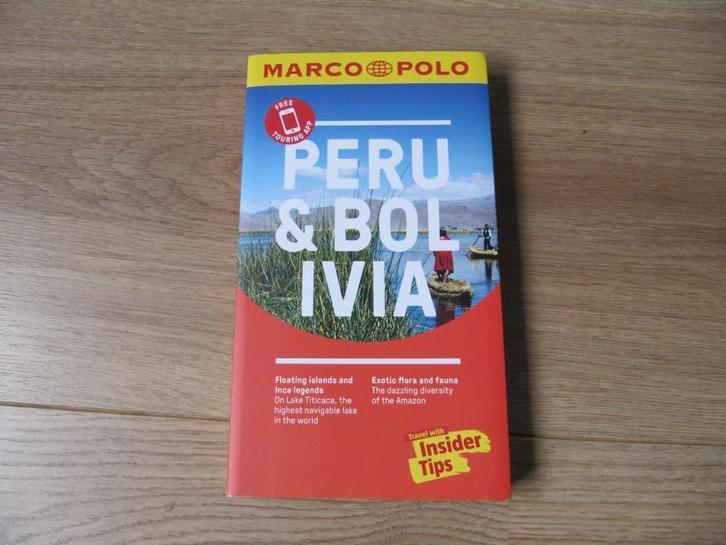 MARCO POLO
FREE
TOURING APP
PERU
& BOL
IVIA
Floating islands and
Inca legends
On Lake Titicaca, the
highest navigable lake
in the world
Exotic flora and fauna
The dazzling diversity
of the Amazon
Travel with
Insider
Tips